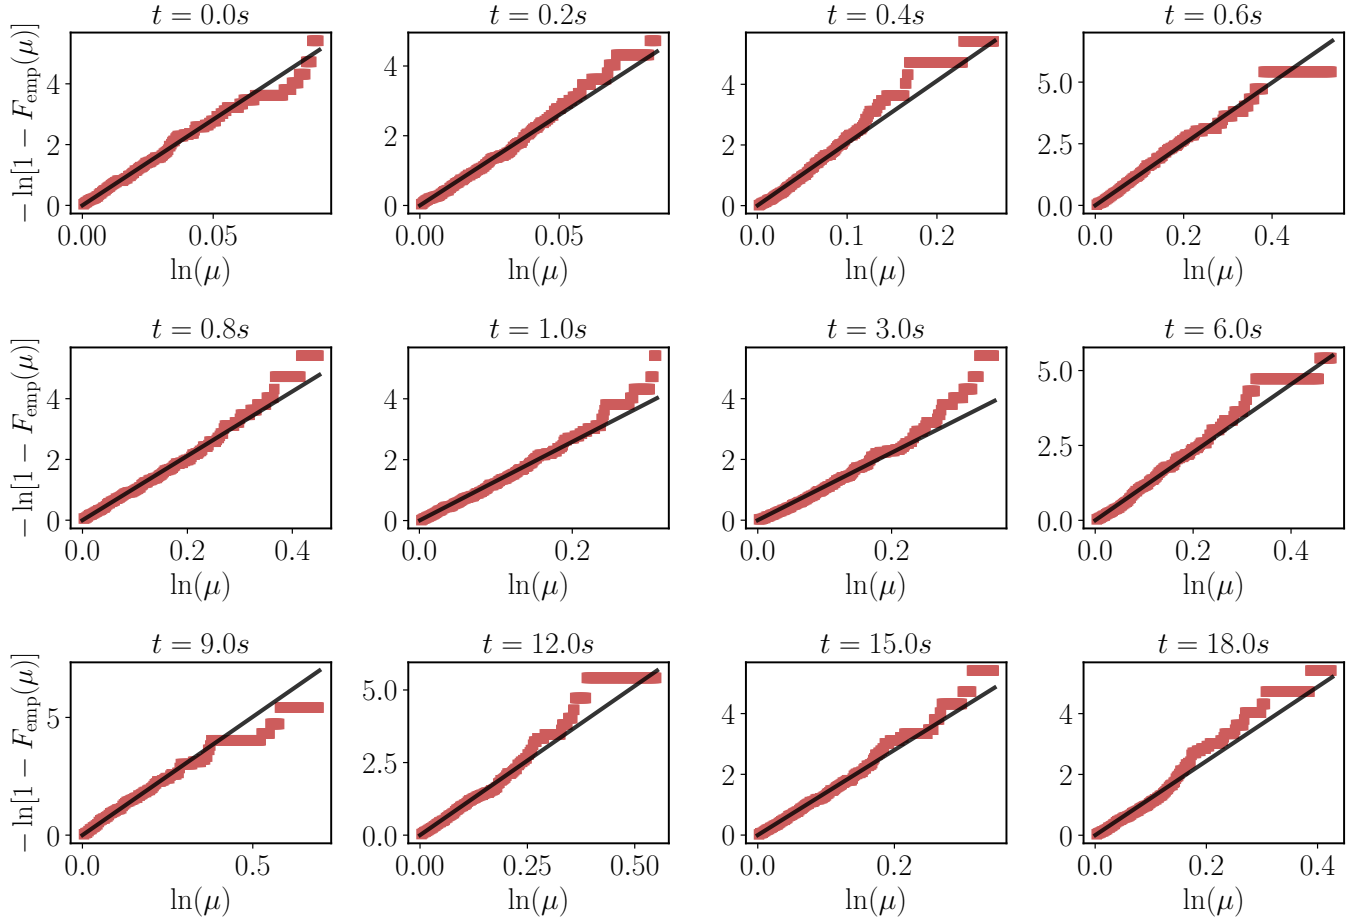 t = 0.0s
t = 0.2s
t = 0.4s
t = 0.6s
− ln[1 − F_emp(μ)]
4
2
0
0.00 0.05
ln(μ)
4
2
0
0.00 0.05
ln(μ)
4
2
0
0.0 0.1 0.2
ln(μ)
5.0
2.5
0.0
0.0 0.2 0.4
ln(μ)
t = 0.8s
t = 1.0s
t = 3.0s
t = 6.0s
− ln[1 − F_emp(μ)]
4
2
0
0.0 0.2 0.4
ln(μ)
4
2
0
0.0 0.2
ln(μ)
4
2
0
0.0 0.2
ln(μ)
5.0
2.5
0.0
0.0 0.2 0.4
ln(μ)
t = 9.0s
t = 12.0s
t = 15.0s
t = 18.0s
− ln[1 − F_emp(μ)]
5
0
0.0 0.5
ln(μ)
5.0
2.5
0.0
0.00 0.25 0.50
ln(μ)
4
2
0
0.0 0.2
ln(μ)
4
2
0
0.0 0.2 0.4
ln(μ)